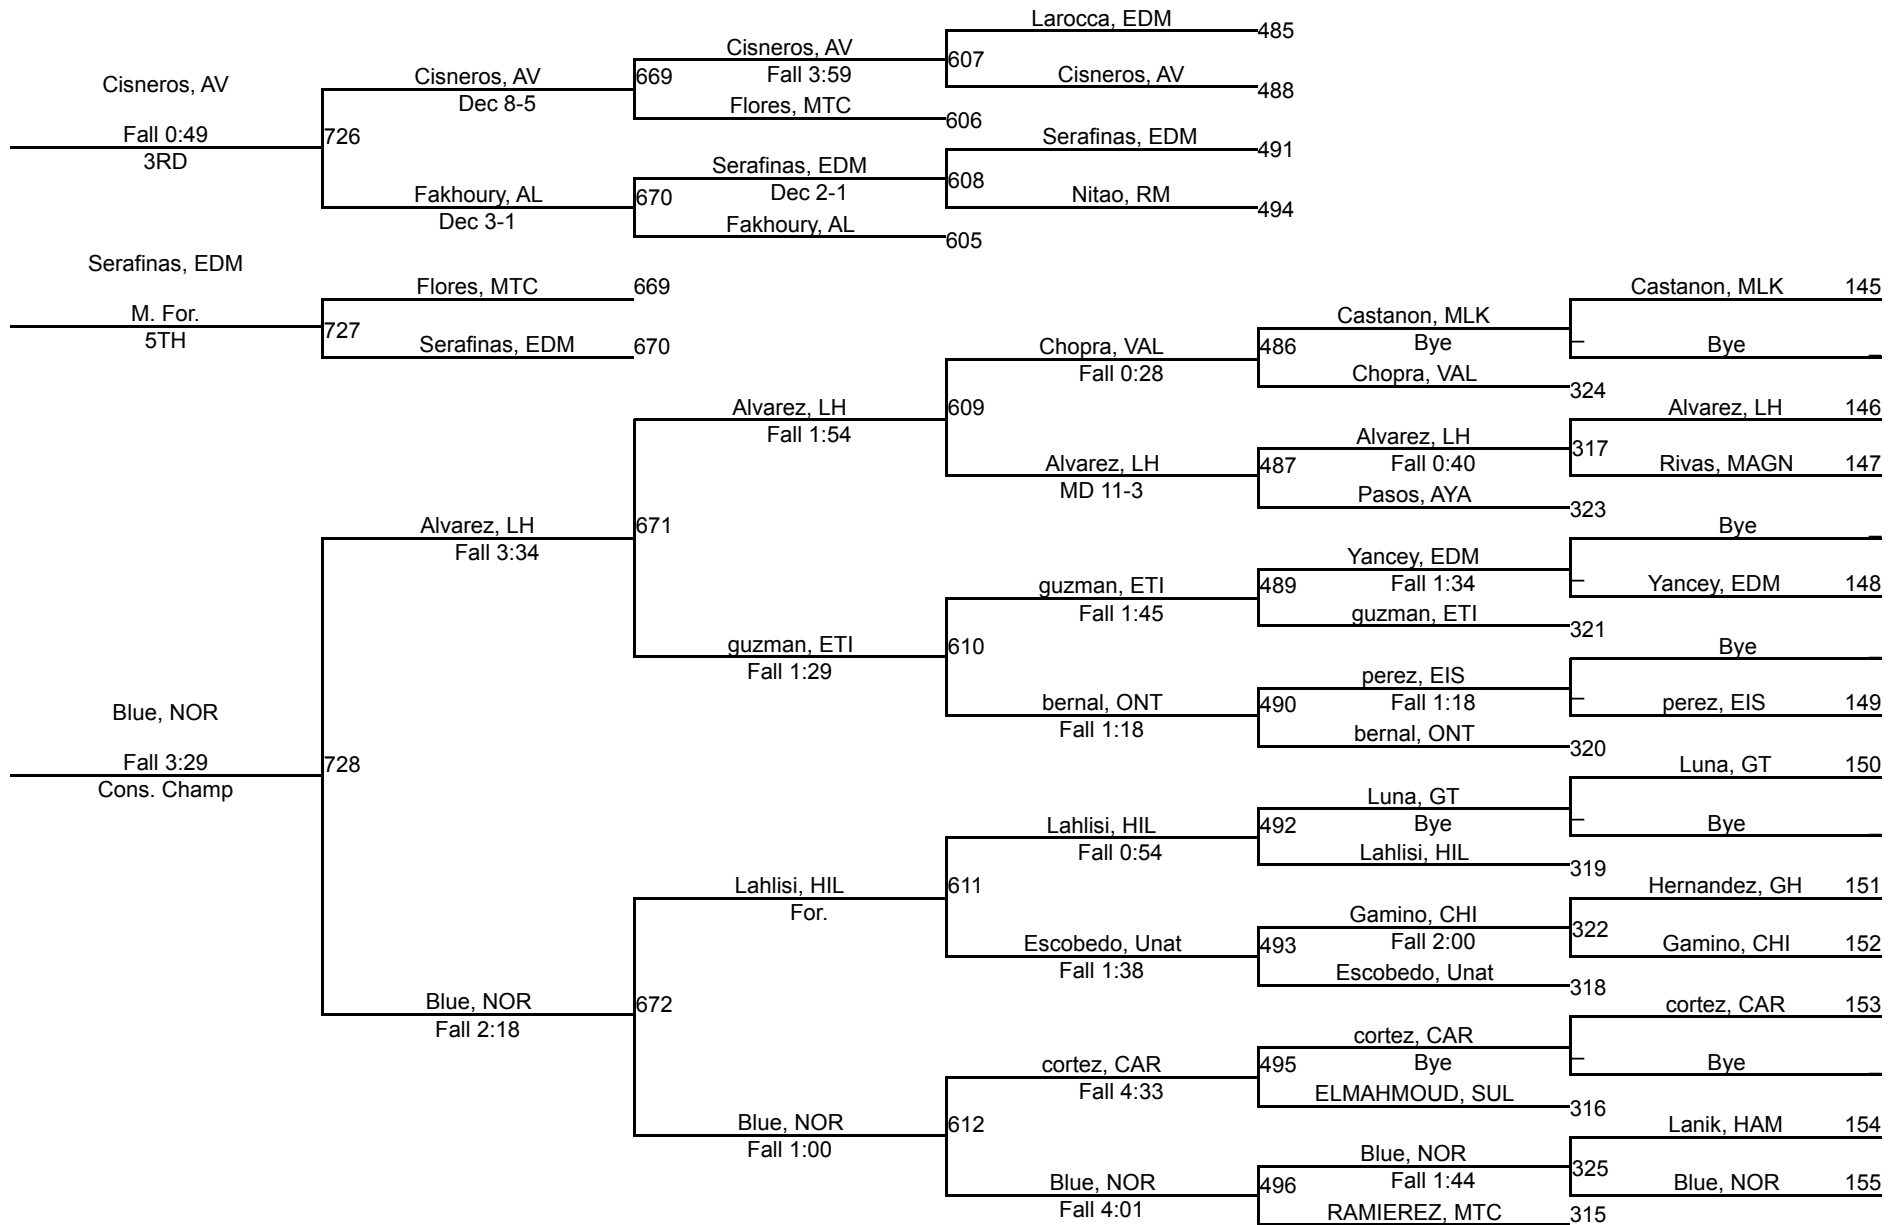 Larocca, EDM
485
Cisneros, AV
607
Cisneros, AV
669
Fall 3:59
Cisneros, AV
488
Cisneros, AV
Dec 8-5
Flores, MTC
606
Fall 0:49
726
3RD
Serafinas, EDM
491
Serafinas, EDM
608
Fakhoury, AL
670
Dec 2-1
Nitao, RM
494
Dec 3-1
Fakhoury, AL
605
Serafinas, EDM
Flores, MTC
669
M. For.
727
5TH
Serafinas, EDM
670
Castanon, MLK 145
Castanon, MLK
Chopra, VAL
486
Bye
_
Bye _
Fall 0:28
Chopra, VAL
324
Alvarez, LH
609
Alvarez, LH 146
Fall 1:54
Alvarez, LH
317
Alvarez, LH
487
Fall 0:40
Rivas, MAGN 147
MD 11-3
Pasos, AYA
323
Alvarez, LH
671
Bye _
Fall 3:34
Yancey, EDM
guzman, ETI
489
Fall 1:34
_
Yancey, EDM 148
Fall 1:45
guzman, ETI
321
guzman, ETI
610
Bye _
Fall 1:29
perez, EIS
bernal, ONT
490
Fall 1:18
_
perez, EIS 149
Fall 1:18
bernal, ONT
320
Blue, NOR
Fall 3:29
728
Cons. Champ
Luna, GT 150
Luna, GT
Lahlisi, HIL
492
Bye
_
Bye _
Fall 0:54
Lahlisi, HIL
319
Lahlisi, HIL
611
For.
Hernandez, GH 151
Gamino, CHI
322
Escobedo, Unat
493
Fall 2:00
Gamino, CHI 152
Fall 1:38
Escobedo, Unat
318
Blue, NOR
672
Fall 2:18
cortez, CAR 153
cortez, CAR
cortez, CAR
495
Bye
_
Bye _
Fall 4:33
ELMAHMOUD, SUL
316
Blue, NOR
612
Fall 1:00
Lanik, HAM 154
Blue, NOR
325
Blue, NOR
496
Fall 1:44
Blue, NOR 155
Fall 4:01
RAMIEREZ, MTC
315